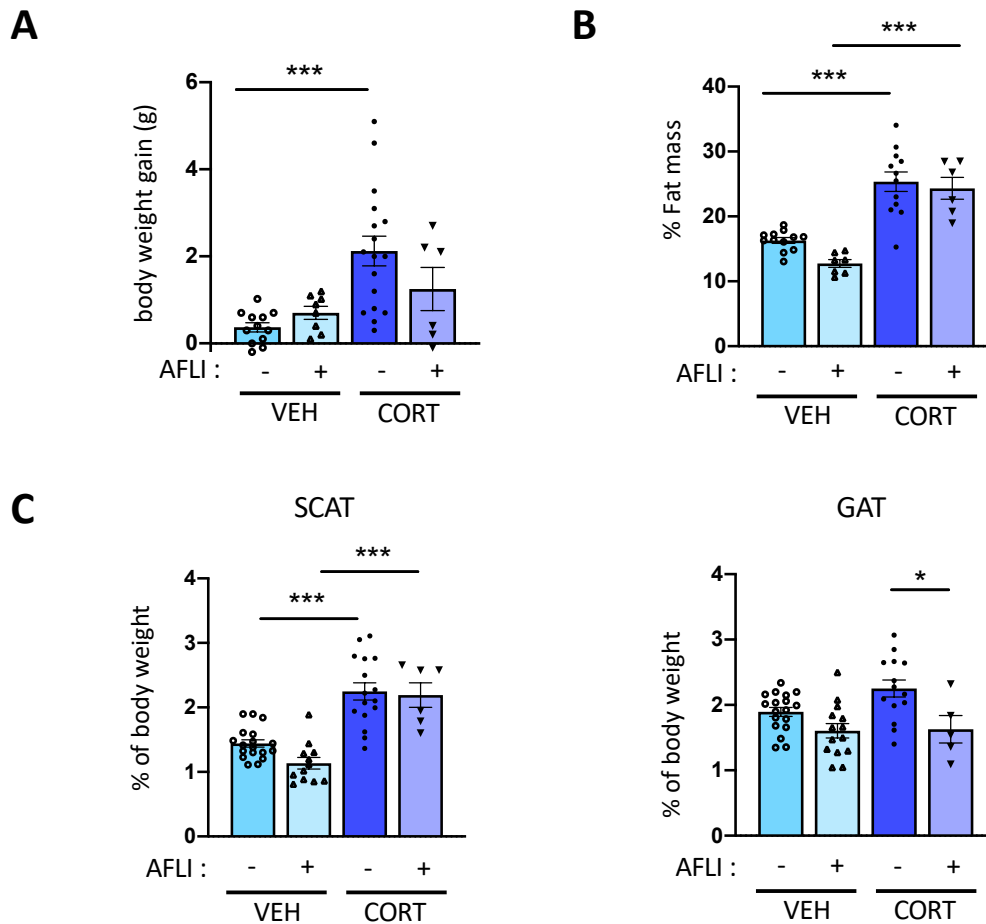 A
B
***
***
***
body weight gain (g)
6
4
2
0
% Fat mass
40
30
20
10
0
AFLI : - + - +
VEH CORT
AFLI : - + - +
VEH CORT
C
SCAT
GAT
***
***
*
% of body weight
4
3
2
1
0
% of body weight
4
3
2
1
0
AFLI : - + - +
VEH CORT
AFLI : - + - +
VEH CORT